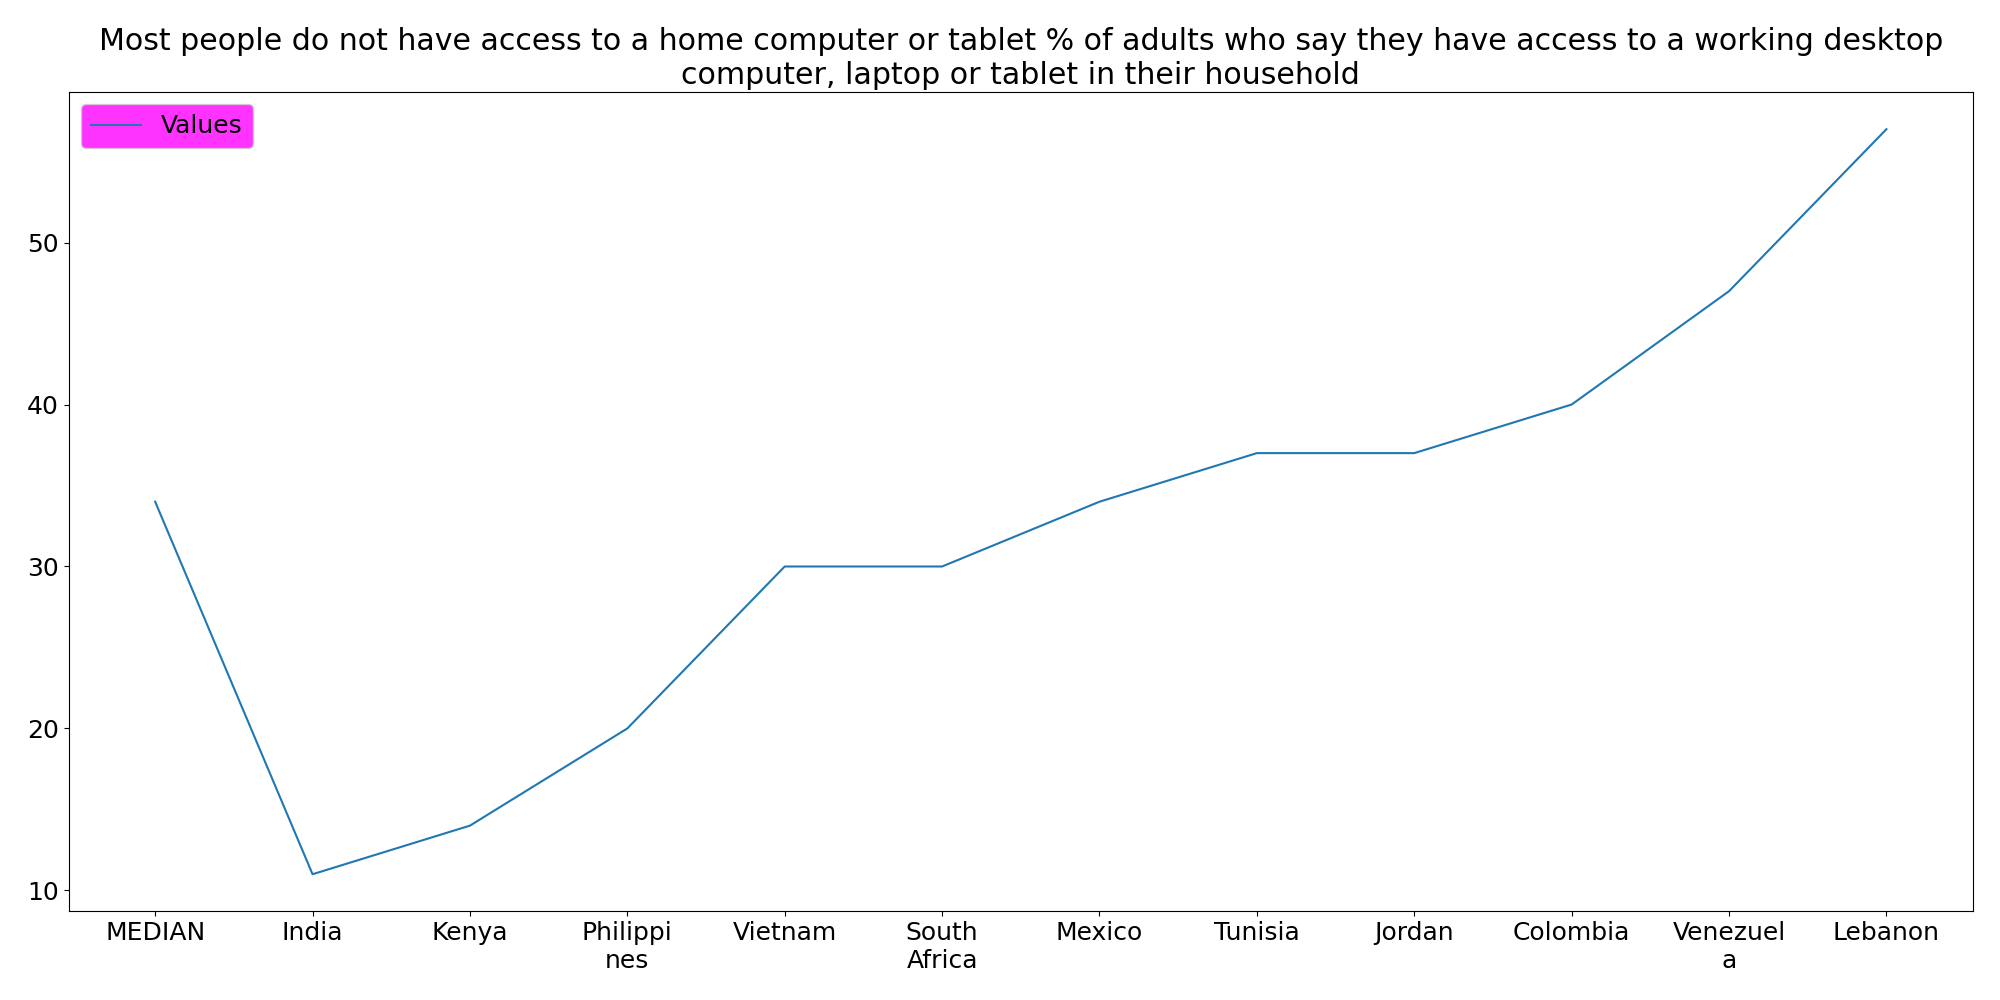 Most people do not have access to a home computer or tablet % of adults who say they have access to a working desktop
computer, laptop or tablet in their household
Values
50
40
30
20
10
MEDIAN
India
Kenya
Philippi
nes
Vietnam
South
Africa
Mexico
Tunisia
Jordan
Colombia
Venezuel
a
Lebanon